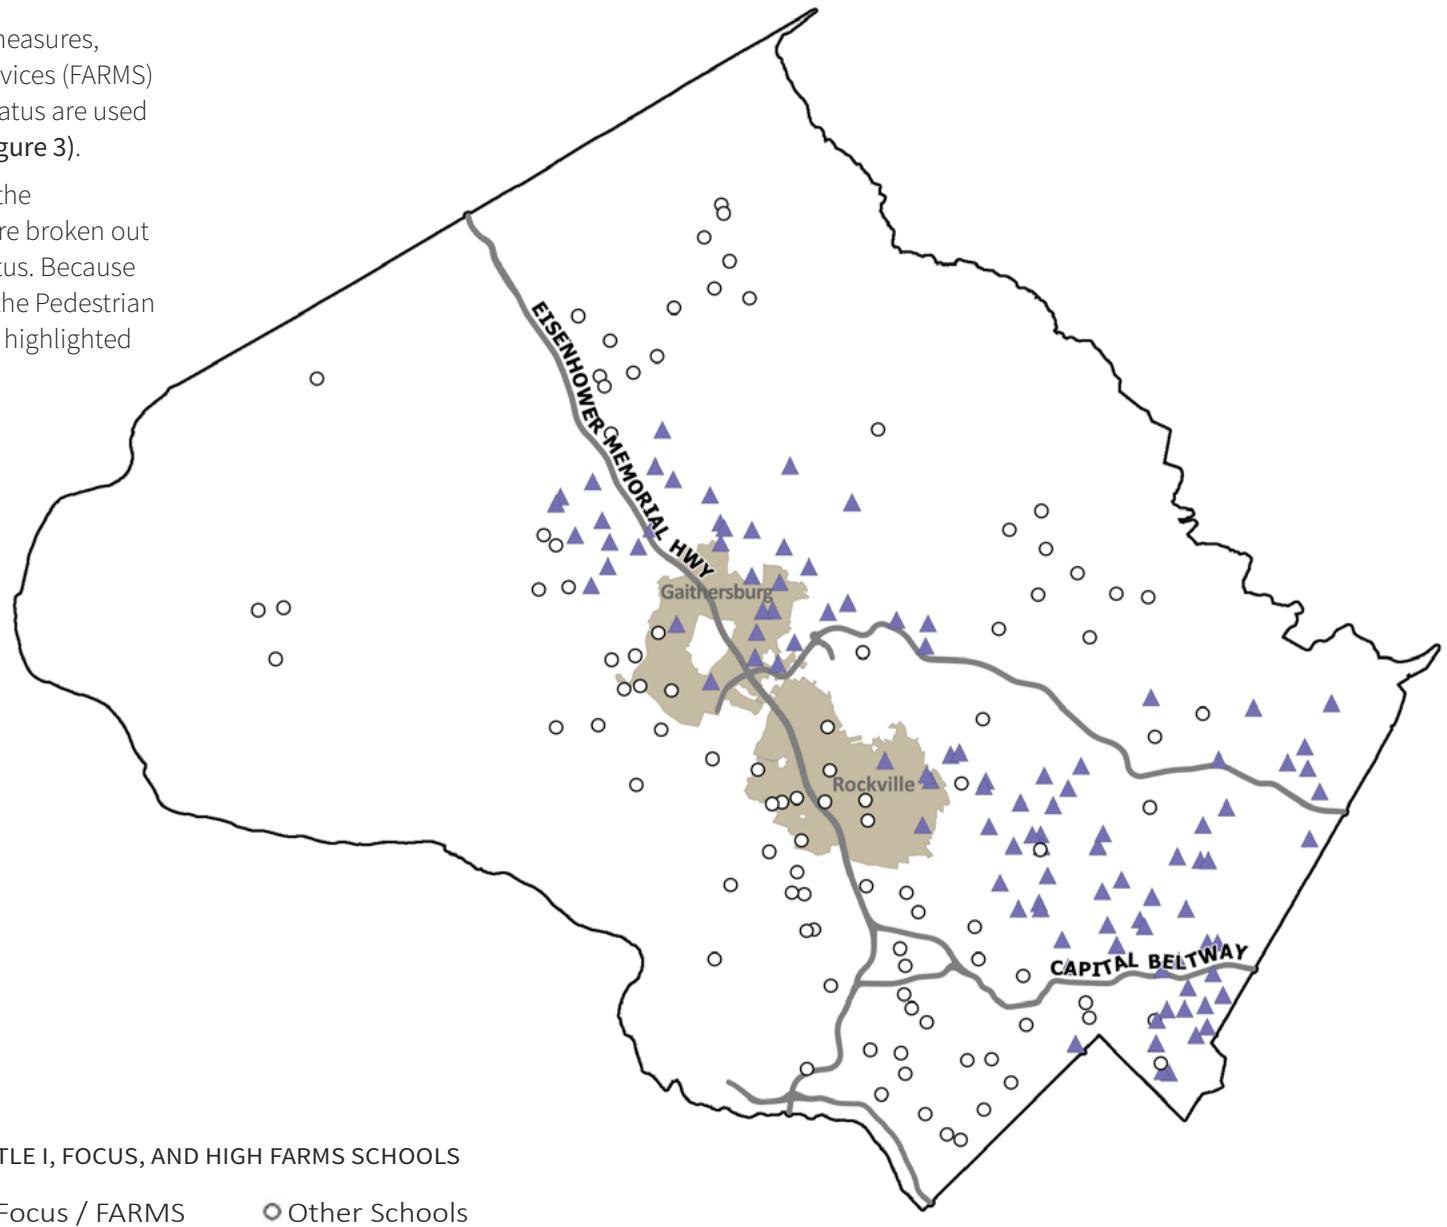 neasures,
vices (FARMS)
atus are used
gure 3).
the
re broken out
tus. Because
the Pedestrian
highlighted
EISENHOWER MEMORIAL HWY
Gaithersburg
Rockville
CAPITAL BELTWAY
TLE I, FOCUS, AND HIGH FARMS SCHOOLS
Focus / FARMS
Other Schools